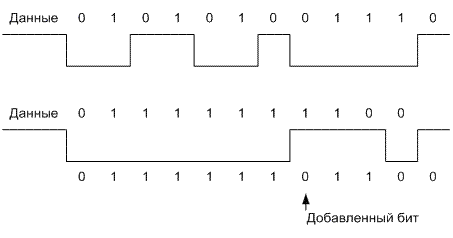 Данные 0 1 0 1 0 1 0 0 1 1 1 0
Данные 0 1 1 1 1 1 1 1 1 0 0
0 1 1 1 1 1 1 0 1 1 0 0
Добавленный бит